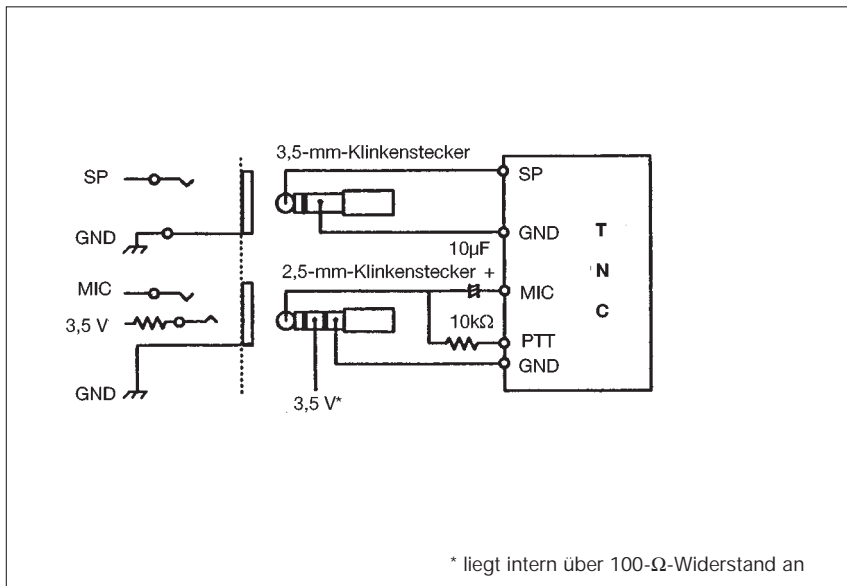 3,5-mm-Klinkenstecker
SP
SP
GND
GND
10µF
T
N
C
2,5-mm-Klinkenstecker +
MIC
MIC
3,5 V
10kΩ
PTT
GND
GND
3,5 V*
* liegt intern über 100-Ω-Widerstand an